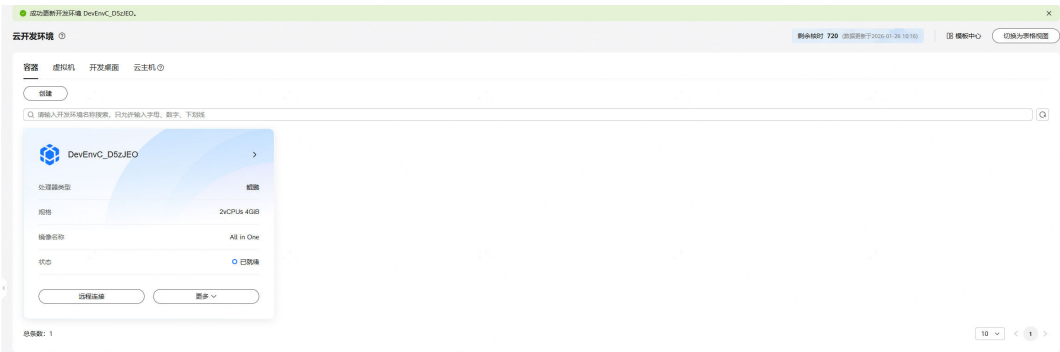 成功更新开发环境 DevEnvC_D5zJEO。
云开发环境
剩余核时 720 (数据更新于2026-01-26 10:16)
模板中心
切换为表格视图
容器 虚拟机 开发桌面 云主机
创建
请输入开发环境名称搜索，只允许输入字母、数字、下划线
DevEnvC_D5zJEO
处理器类型 鲲鹏
规格 2vCPUs 4GiB
镜像名称 All in One
状态 已就绪
远程连接 更多
总条数：1
10 1